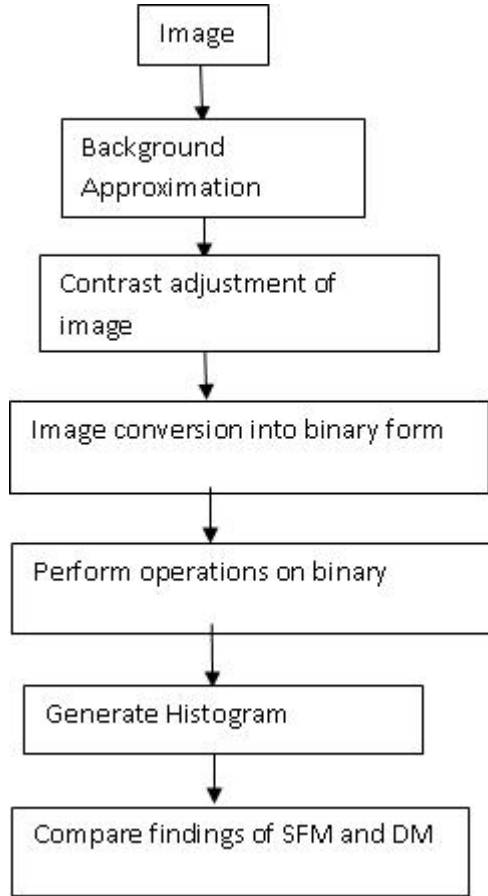 Image
Background
Approximation
Contrast adjustment of
image
Image conversion into binary form
Perform operations on binary
Generate Histogram
Compare findings of SFM and DM